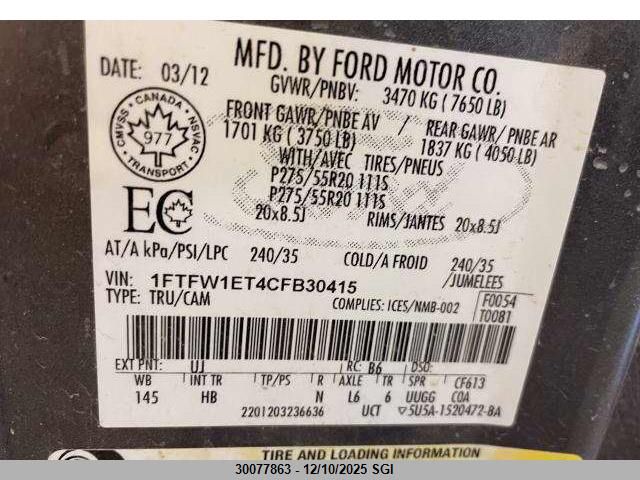 MFD. BY FORD MOTOR CO.
DATE: 03/12
GVWR/PNBV: 3470 KG ( 7650 LB)
FRONT GAWR/PNBE AV / REAR GAWR/ PNBE AR
1701 KG ( 3750 LB) 1837 KG ( 4050 LB)
WITH/AVEC TIRES/PNEUS
P275/55R20 111S
P275/55R20 111S
20x8.5J RIMS/JANTES 20x8.5J
CMVSS · CANADA · NSVAC
977
TRANSPORT
EC
AT/A kPa/PSI/LPC 240/35 COLD/A FROID 240/35
/JUMELEES
VIN: 1FTFW1ET4CFB30415
TYPE: TRU/CAM COMPLIES: ICES/NMB-002 F0054
T0081
EXT PNT: UJ RC: B6 DSO:
WB INT TR TP/PS R AXLE TR SPR CF613
145 HB N L6 6 UUGG COA
2201203236636 UCT 5U5A-1520472-BA
TIRE AND LOADING INFORMATION
30077863 - 12/10/2025 SGI